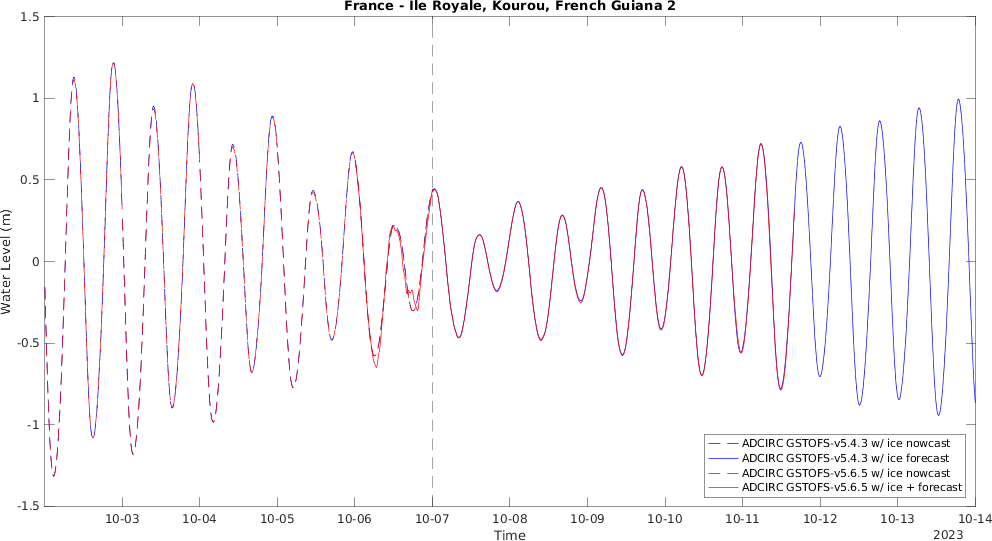 France - Ile Royale, Kourou, French Guiana 2
1.5
1
0.5
0
-0.5
-1
-1.5
Water Level (m)
10-03
10-04
10-05
10-06
10-07
10-08
10-09
10-10
10-11
10-12
10-13
10-14
Time
2023
ADCIRC GSTOFS-v5.4.3 w/ ice nowcast
ADCIRC GSTOFS-v5.4.3 w/ ice forecast
ADCIRC GSTOFS-v5.6.5 w/ ice nowcast
ADCIRC GSTOFS-v5.6.5 w/ ice + forecast